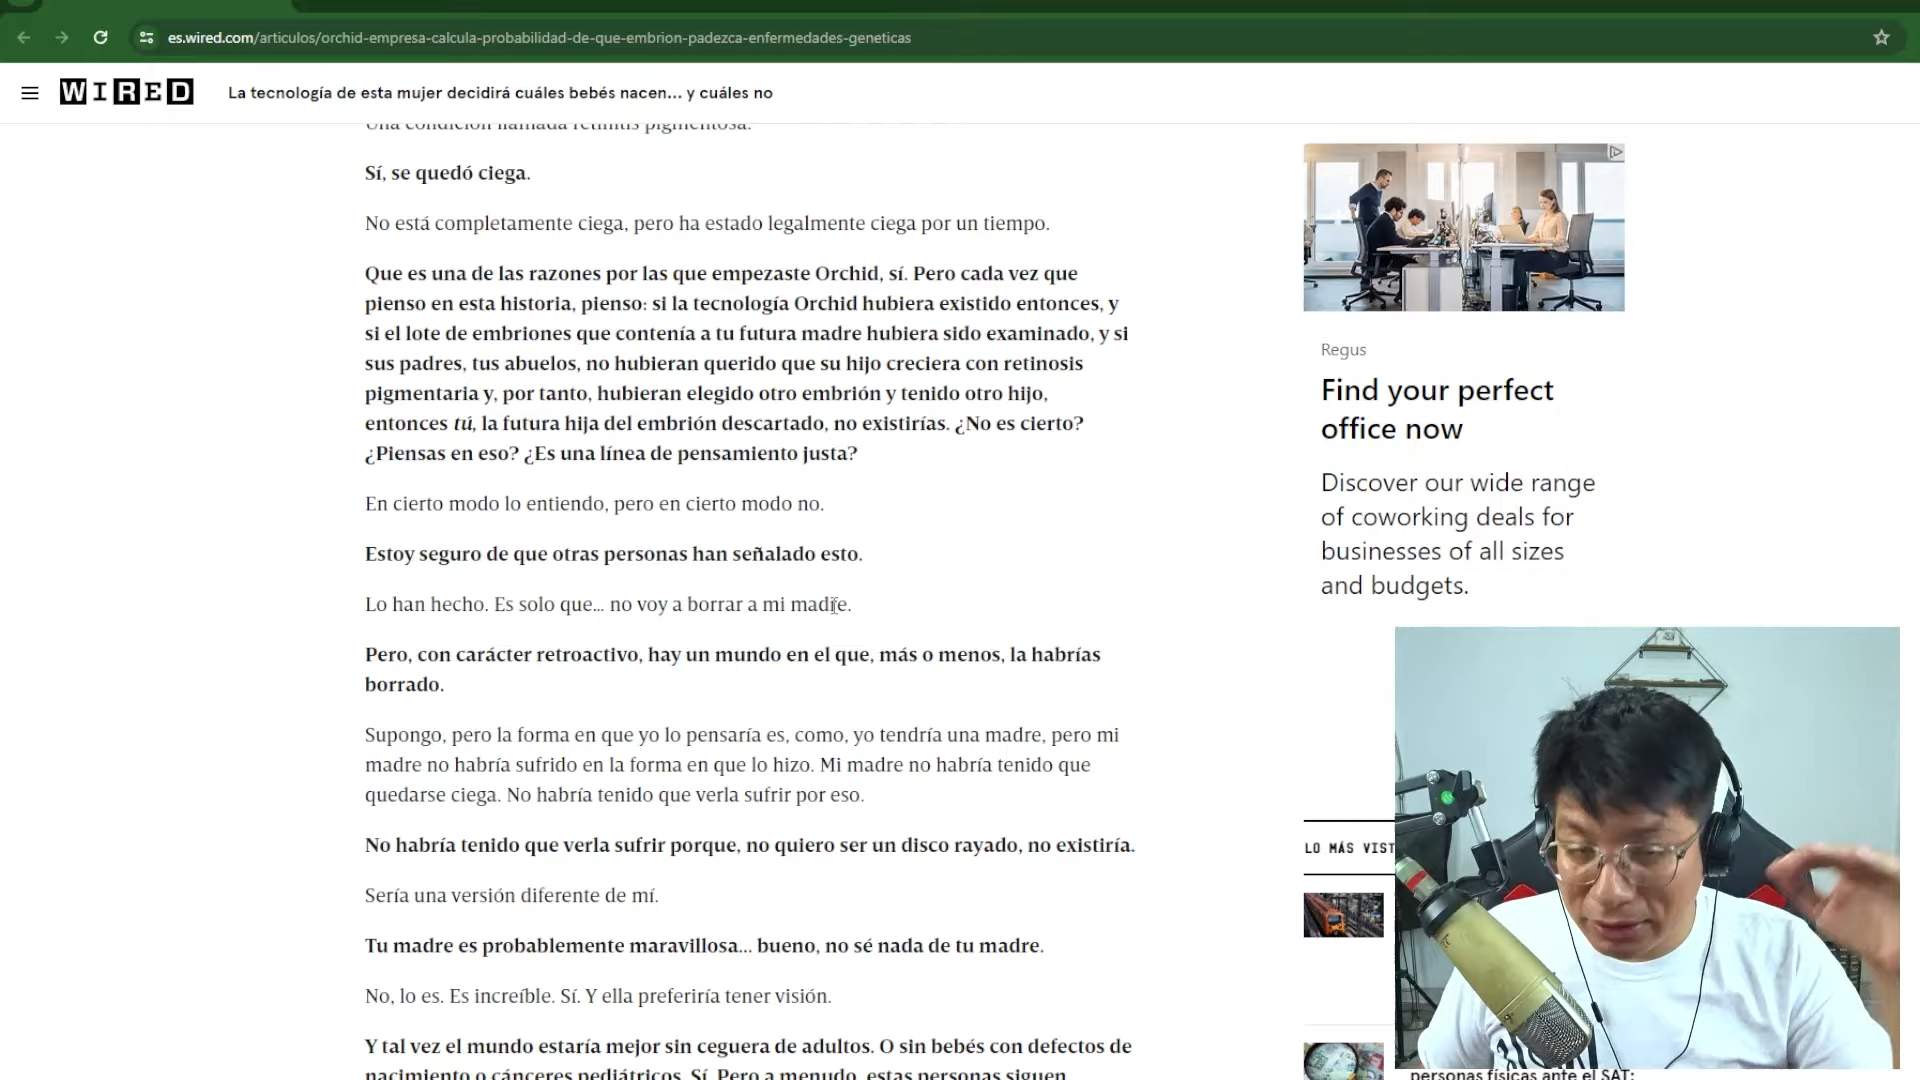 es.wired.com/articulos/orchid-empresa-calcula-probabilidad-de-que-embrion-padezca-enfermedades-geneticas
WIRED
La tecnología de esta mujer decidirá cuáles bebés nacen... y cuáles no
Una condición llamada retinitis pigmentosa.
Sí, se quedó ciega.
No está completamente ciega, pero ha estado legalmente ciega por un tiempo.
Que es una de las razones por las que empezaste Orchid, sí. Pero cada vez que
pienso en esta historia, pienso: si la tecnología Orchid hubiera existido entonces, y
si el lote de embriones que contenía a tu futura madre hubiera sido examinado, y si
sus padres, tus abuelos, no hubieran querido que su hijo creciera con retinosis
pigmentaria y, por tanto, hubieran elegido otro embrión y tenido otro hijo,
entonces tú, la futura hija del embrión descartado, no existirías. ¿No es cierto?
¿Piensas en eso? ¿Es una línea de pensamiento justa?
En cierto modo lo entiendo, pero en cierto modo no.
Estoy seguro de que otras personas han señalado esto.
Lo han hecho. Es solo que... no voy a borrar a mi madre.
Pero, con carácter retroactivo, hay un mundo en el que, más o menos, la habrías
borrado.
Supongo, pero la forma en que yo lo pensaría es, como, yo tendría una madre, pero mi
madre no habría sufrido en la forma en que lo hizo. Mi madre no habría tenido que
quedarse ciega. No habría tenido que verla sufrir por eso.
No habría tenido que verla sufrir porque, no quiero ser un disco rayado, no existiría.
Sería una versión diferente de mí.
Tu madre es probablemente maravillosa... bueno, no sé nada de tu madre.
No, lo es. Es increíble. Sí. Y ella preferiría tener visión.
Y tal vez el mundo estaría mejor sin ceguera de adultos. O sin bebés con defectos de
nacimiento o cánceres pediátricos. Sí. Pero a menudo, estas personas siguen
Regus
Find your perfect
office now
Discover our wide range
of coworking deals for
businesses of all sizes
and budgets.
LO MÁS VIST
personas físicas ante el SAT: